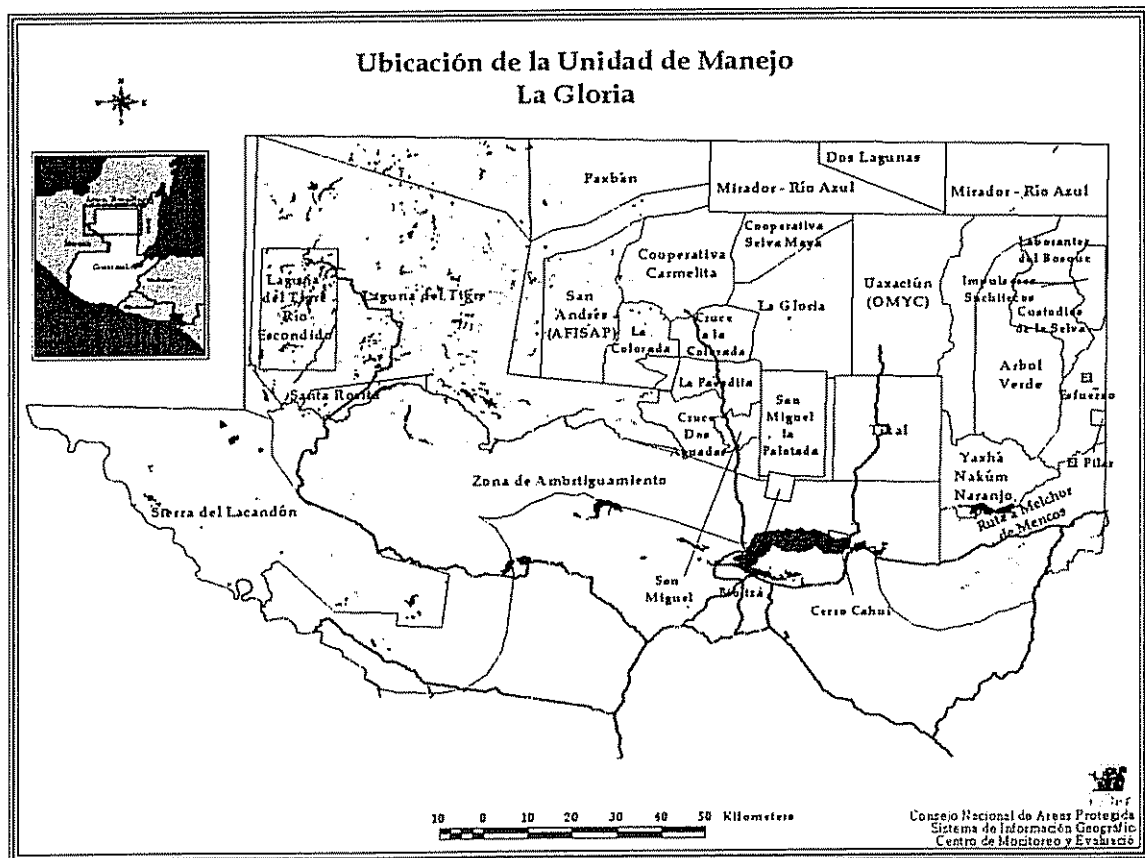 Ubicación de la Unidad de Manejo
La Gloria
N
Dos Lagunas
Paxbán
Mirador - Río Azul
Mirador - Río Azul
Cooperativa
Selva Maya
Cooperativa
Carmelita
Laborantes
del Bosque
Uaxactún
(OMYC)
Impulsores
Suchitecos
Custodios
de la Selva
Laguna
del Tigre
Río
Escondido
Laguna del Tigre
San
Andrés
(AFISAP)
La Gloria
Cruce
a la
Colorada
La
Colorada
Arbol
Verde
La Pasadita
El
Esfuerzo
Santa Rosita
San
Miguel
la
Palotada
Cruce
Dos
Aguadas
Tikal
Yaxhá
Nakúm
Naranjo
El Pilar
Zona de Amortiguamiento
Ruta a Melchor
de Mencos
Sierra del Lacandón
San
Miguel
Biotzá
Cerro Cahuí
10 0 10 20 30 40 50 Kilometers
Consejo Nacional de Areas Protegida
Sistema de Información Geográfic
Centro de Monitoreo y Evaluació